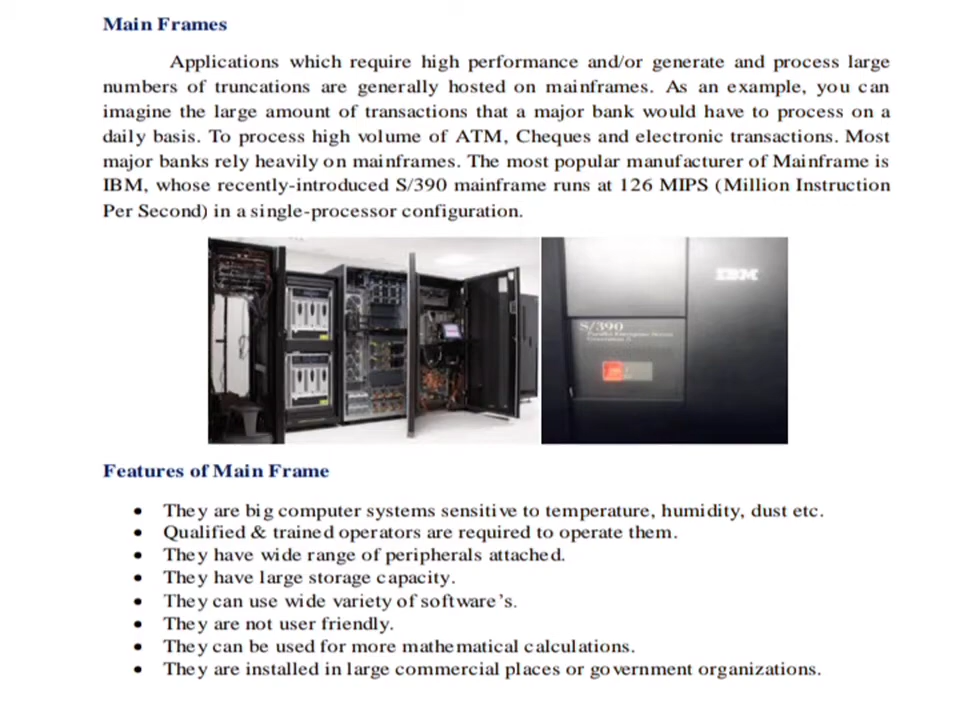 Main Frames
Applications which require high performance and/or generate and process large
numbers of truncations are generally hosted on mainframes. As an example, you can
imagine the large amount of transactions that a major bank would have to process on a
daily basis. To process high volume of ATM, Cheques and electronic transactions. Most
major banks rely heavily on mainframes. The most popular manufacturer of Mainframe is
IBM, whose recently-introduced S/390 mainframe runs at 126 MIPS (Million Instruction
Per Second) in a single-processor configuration.
IBM
S/390
Features of Main Frame
• They are big computer systems sensitive to temperature, humidity, dust etc.
• Qualified & trained operators are required to operate them.
• They have wide range of peripherals attached.
• They have large storage capacity.
• They can use wide variety of software's.
• They are not user friendly.
• They can be used for more mathematical calculations.
• They are installed in large commercial places or government organizations.